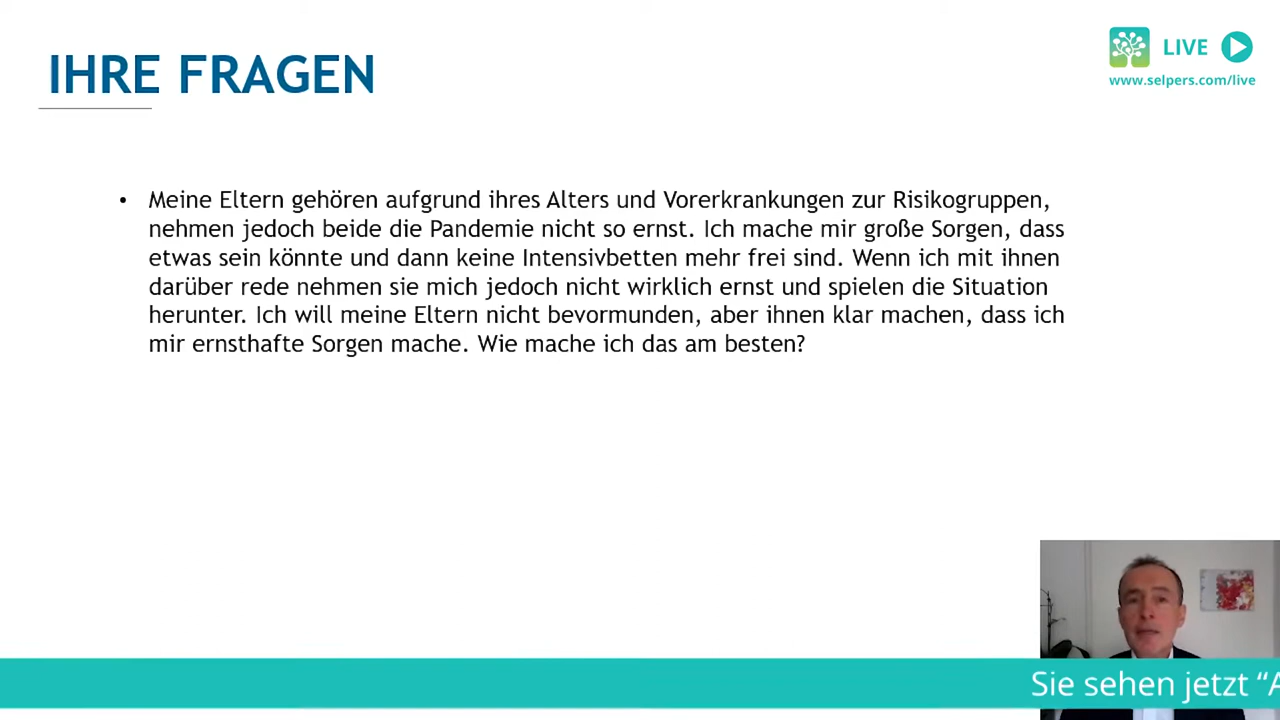 IHRE FRAGEN
LIVE
www.selpers.com/live
• Meine Eltern gehören aufgrund ihres Alters und Vorerkrankungen zur Risikogruppen,
nehmen jedoch beide die Pandemie nicht so ernst. Ich mache mir große Sorgen, dass
etwas sein könnte und dann keine Intensivbetten mehr frei sind. Wenn ich mit ihnen
darüber rede nehmen sie mich jedoch nicht wirklich ernst und spielen die Situation
herunter. Ich will meine Eltern nicht bevormunden, aber ihnen klar machen, dass ich
mir ernsthafte Sorgen mache. Wie mache ich das am besten?
Sie sehen jetzt “A